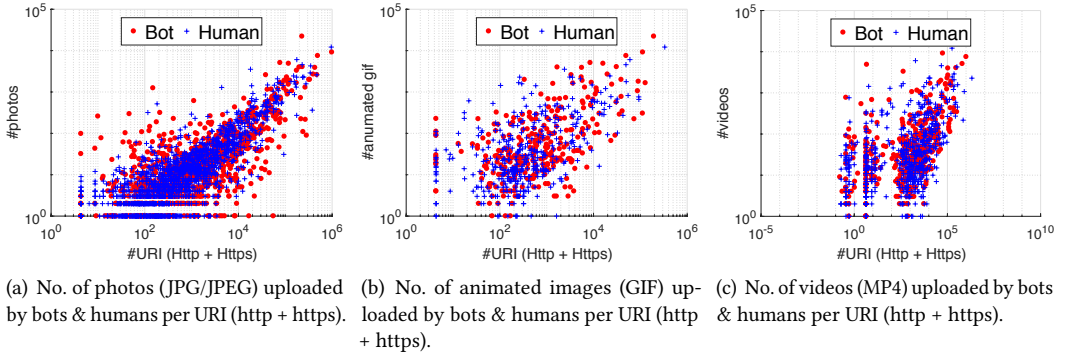 10^5
Bot Human
#photos
10^0
10^0 10^2 10^4 10^6
#URI (Http + Https)
(a) No. of photos (JPG/JPEG) uploaded
by bots & humans per URI (http + https).
10^5
Bot Human
#anumated gif
10^0
10^0 10^2 10^4 10^6
#URI (Http + Https)
(b) No. of animated images (GIF) up-
loaded by bots & humans per URI (http
+ https).
10^5
Bot Human
#videos
10^0
10^-5 10^0 10^5 10^10
#URI (Http + Https)
(c) No. of videos (MP4) uploaded by bots
& humans per URI (http + https).